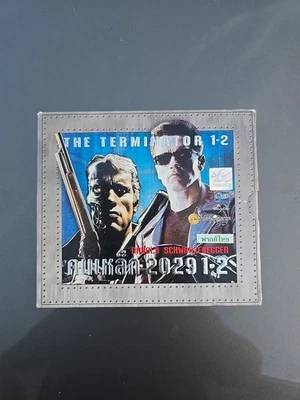 THE TERMINATOR 1-2
พากย์ไทย
ARNOLD SCHWARZENEGGER
คนเหล็ก 2029 1:2